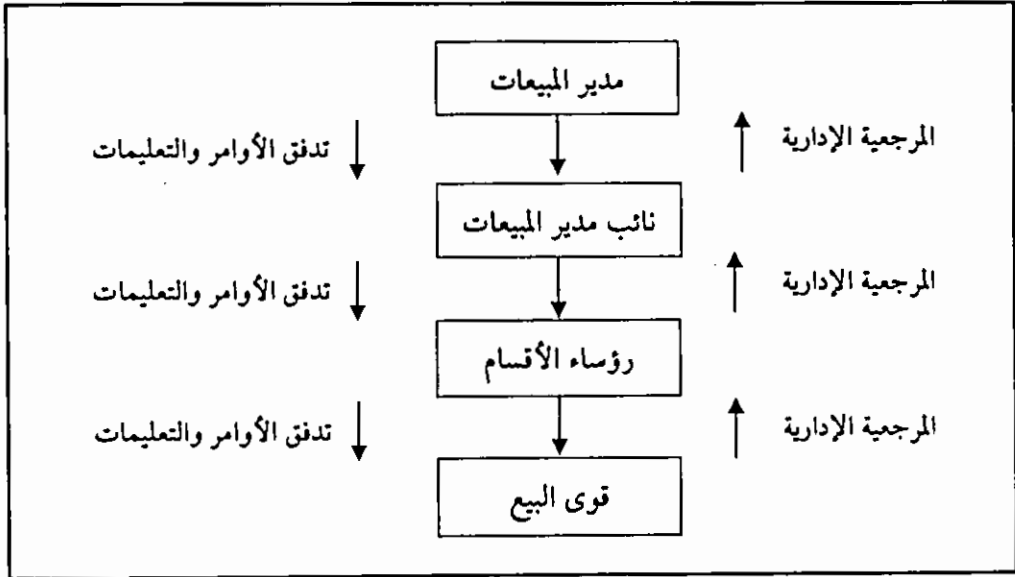 مدير المبيعات
المرجعية الإدارية
تدفق الأوامر والتعليمات
نائب مدير المبيعات
المرجعية الإدارية
تدفق الأوامر والتعليمات
رؤساء الأقسام
المرجعية الإدارية
تدفق الأوامر والتعليمات
قوى البيع